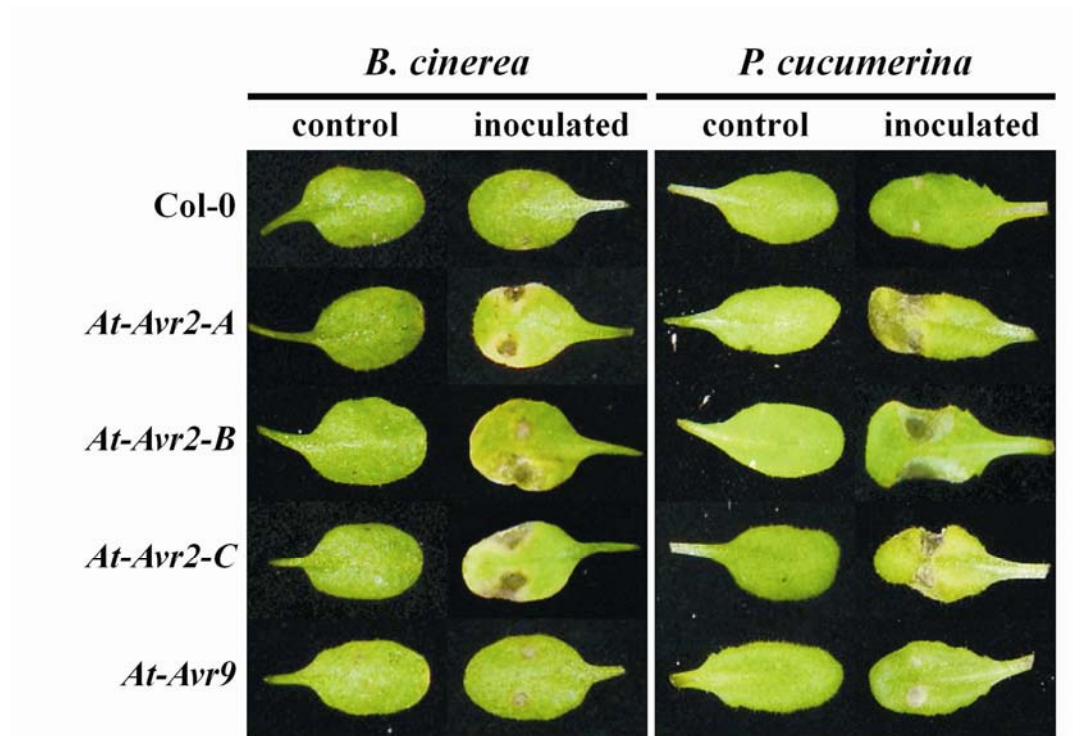 B. cinerea P. cucumerina
control inoculated control inoculated
Col-0
At-Avr2-A
At-Avr2-B
At-Avr2-C
At-Avr9